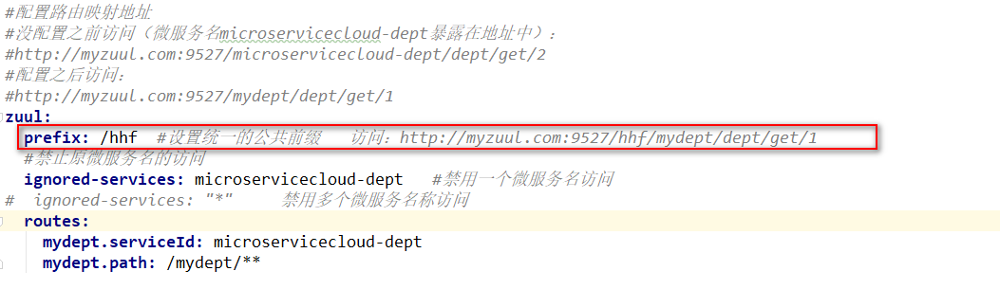 #配置路由映射地址
#没配置之前访问（微服务名microservicecloud-dept暴露在地址中）：
#http://myzuul.com:9527/microservicecloud-dept/dept/get/2
#配置之后访问：
#http://myzuul.com:9527/mydept/dept/get/1
zuul:
  prefix: /hhf  #设置统一的公共前缀   访问：http://myzuul.com:9527/hhf/mydept/dept/get/1
  #禁止原微服务名的访问
  ignored-services: microservicecloud-dept   #禁用一个微服务名访问
#  ignored-services: "*"     禁用多个微服务名称访问
  routes:
    mydept.serviceId: microservicecloud-dept
    mydept.path: /mydept/**